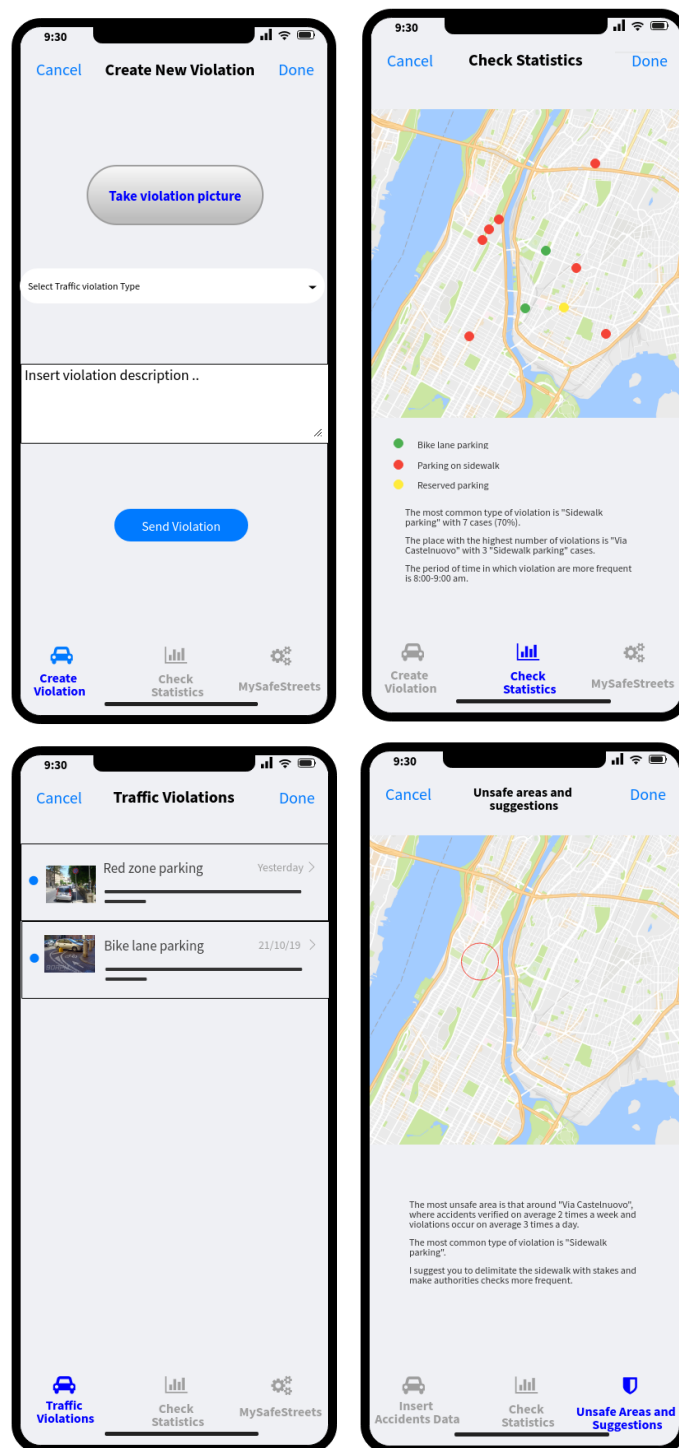 9:30
Cancel Create New Violation Done
Take violation picture
Select Traffic violation Type
Insert violation description ..
Send Violation
Create
Violation
Check
Statistics
MySafeStreets
9:30
Cancel Check Statistics Done
Bike lane parking
Parking on sidewalk
Reserved parking
The most common type of violation is "Sidewalk
parking" with 7 cases (70%).
The place with the highest number of violations is "Via
Castelnuovo" with 3 "Sidewalk parking" cases.
The period of time in which violation are more frequent
is 8:00-9:00 am.
Create
Violation
Check
Statistics
MySafeStreets
9:30
Cancel Traffic Violations Done
Red zone parking Yesterday
Bike lane parking 21/10/19
Traffic
Violations
Check
Statistics
MySafeStreets
9:30
Cancel Unsafe areas and Done
suggestions
The most unsafe area is that around "Via Castelnuovo",
where accidents verified on average 2 times a week and
violations occur on average 3 times a day.
The most common type of violation is "Sidewalk
parking".
I suggest you to delimitate the sidewalk with stakes and
make authorities checks more frequent.
Insert
Accidents Data
Check
Statistics
Unsafe Areas and
Suggestions